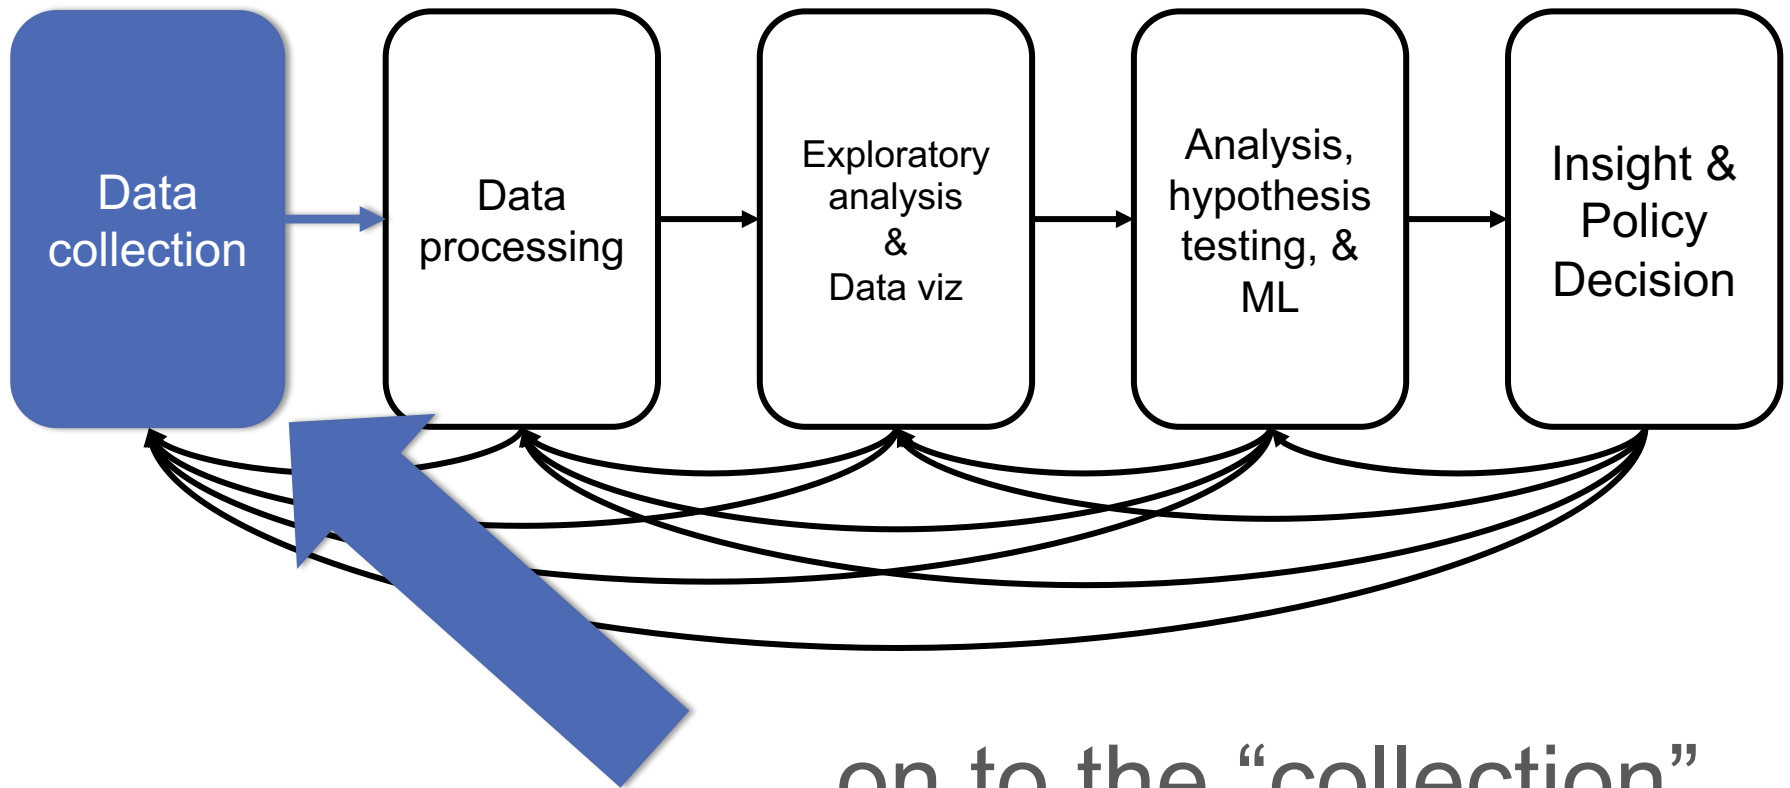 Data
collection
Data
processing
Exploratory
analysis
&
Data viz
Analysis,
hypothesis
testing, &
ML
Insight &
Policy
Decision
on to the “collection”